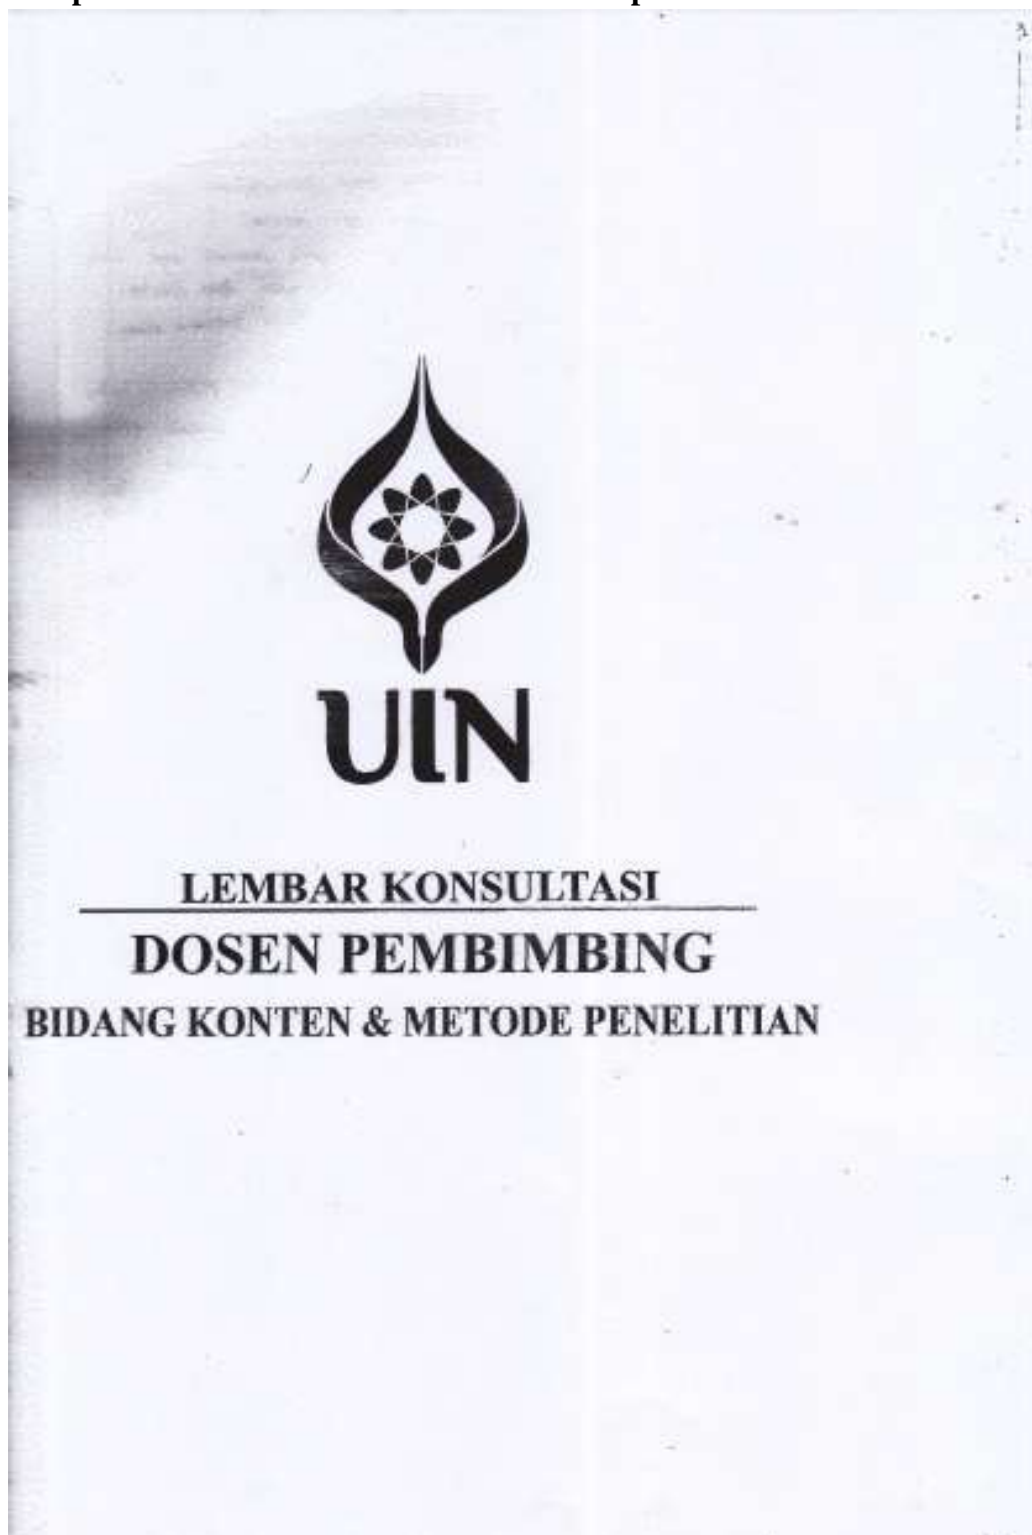 UIN
LEMBAR KONSULTASI
DOSEN PEMBIMBING
BIDANG KONTEN & METODE PENELITIAN